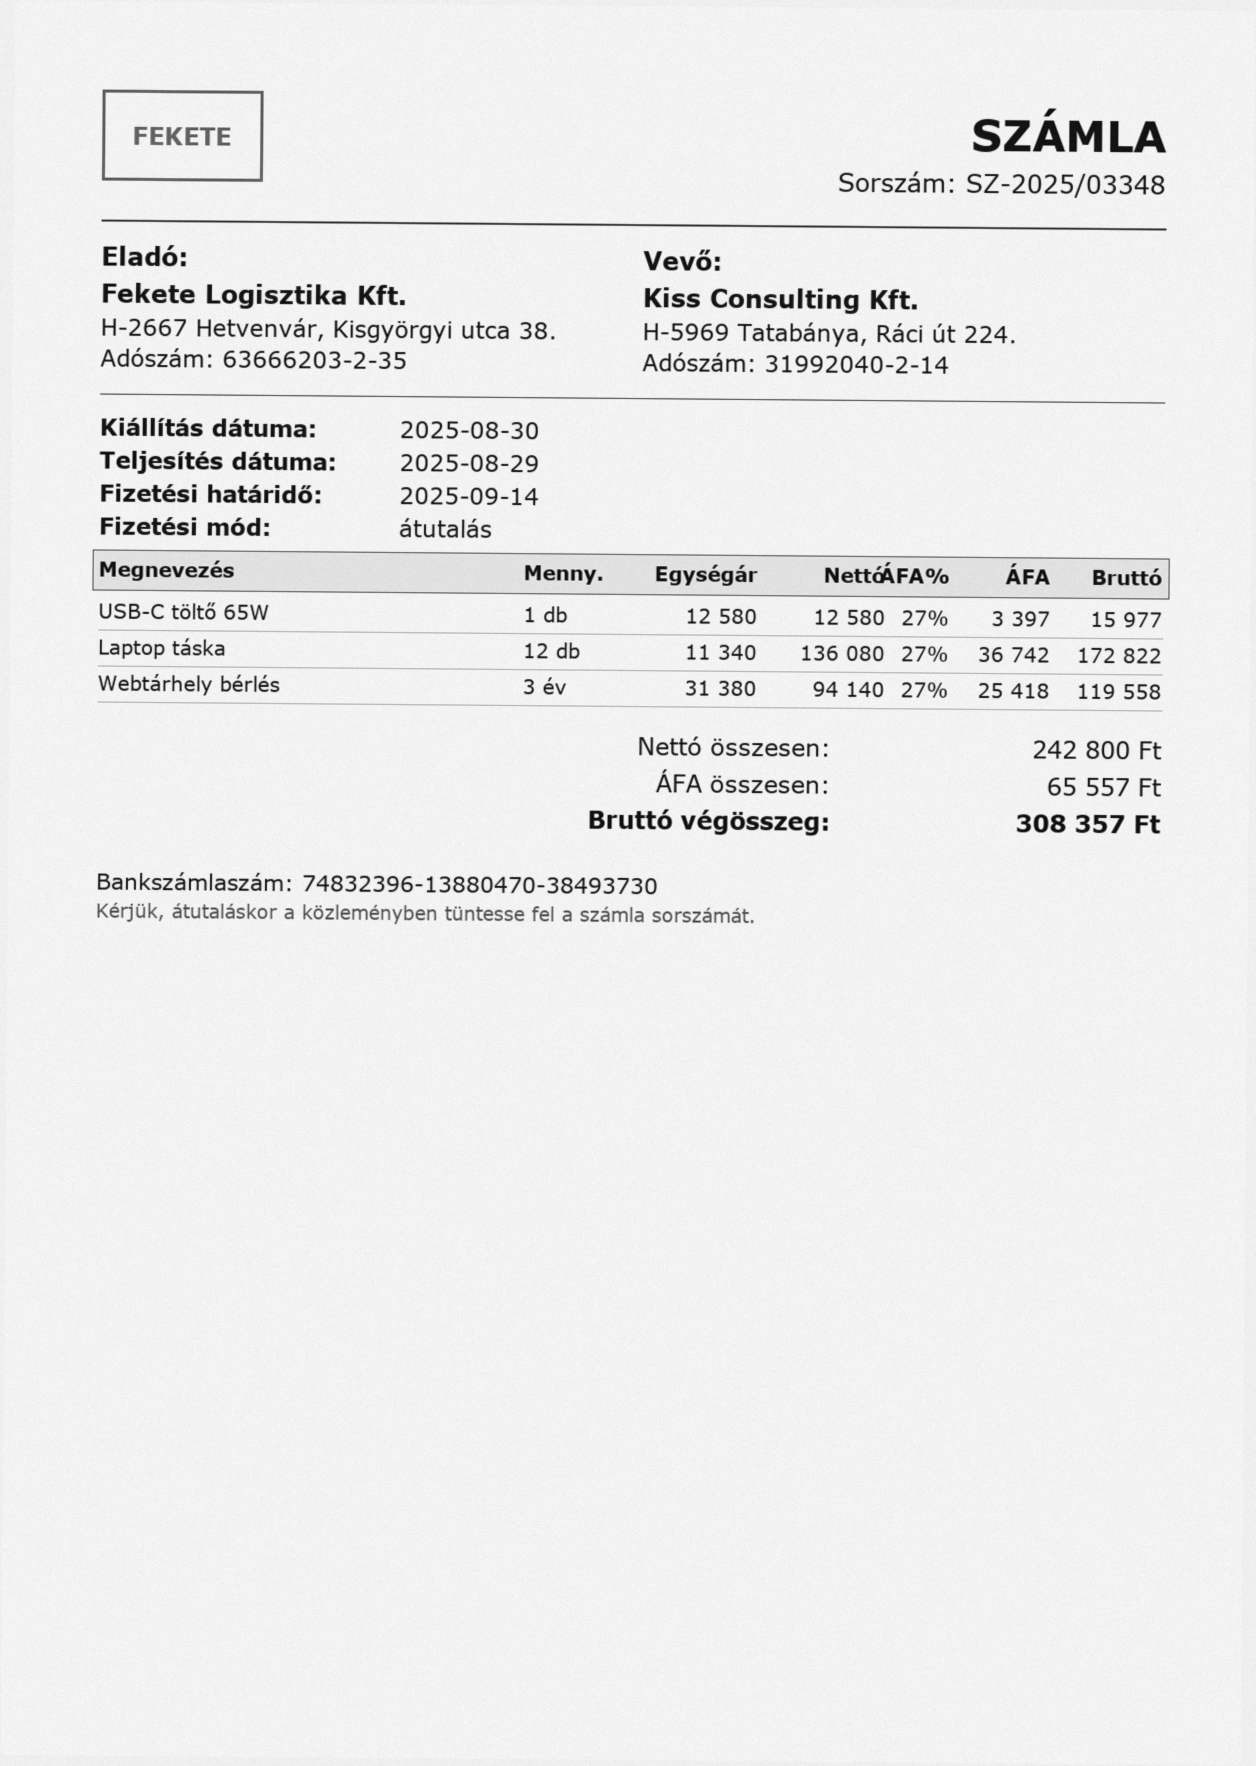 FEKETE
SZÁMLA
Sorszám: SZ-2025/03348
Eladó:
Fekete Logisztika Kft.
H-2667 Hetvenvár, Kisgyörgyi utca 38.
Adószám: 63666203-2-35
Vevő:
Kiss Consulting Kft.
H-5969 Tatabánya, Ráci út 224.
Adószám: 31992040-2-14
Kiállítás dátuma: 2025-08-30
Teljesítés dátuma: 2025-08-29
Fizetési határidő: 2025-09-14
Fizetési mód: átutalás
Megnevezés Menny. Egységár Nettó ÁFA% ÁFA Bruttó
USB-C töltő 65W 1 db 12 580 12 580 27% 3 397 15 977
Laptop táska 12 db 11 340 136 080 27% 36 742 172 822
Webtárhely bérlés 3 év 31 380 94 140 27% 25 418 119 558
Nettó összesen: 242 800 Ft
ÁFA összesen: 65 557 Ft
Bruttó végösszeg: 308 357 Ft
Bankszámlaszám: 74832396-13880470-38493730
Kérjük, átutaláskor a közleményben tüntesse fel a számla sorszámát.